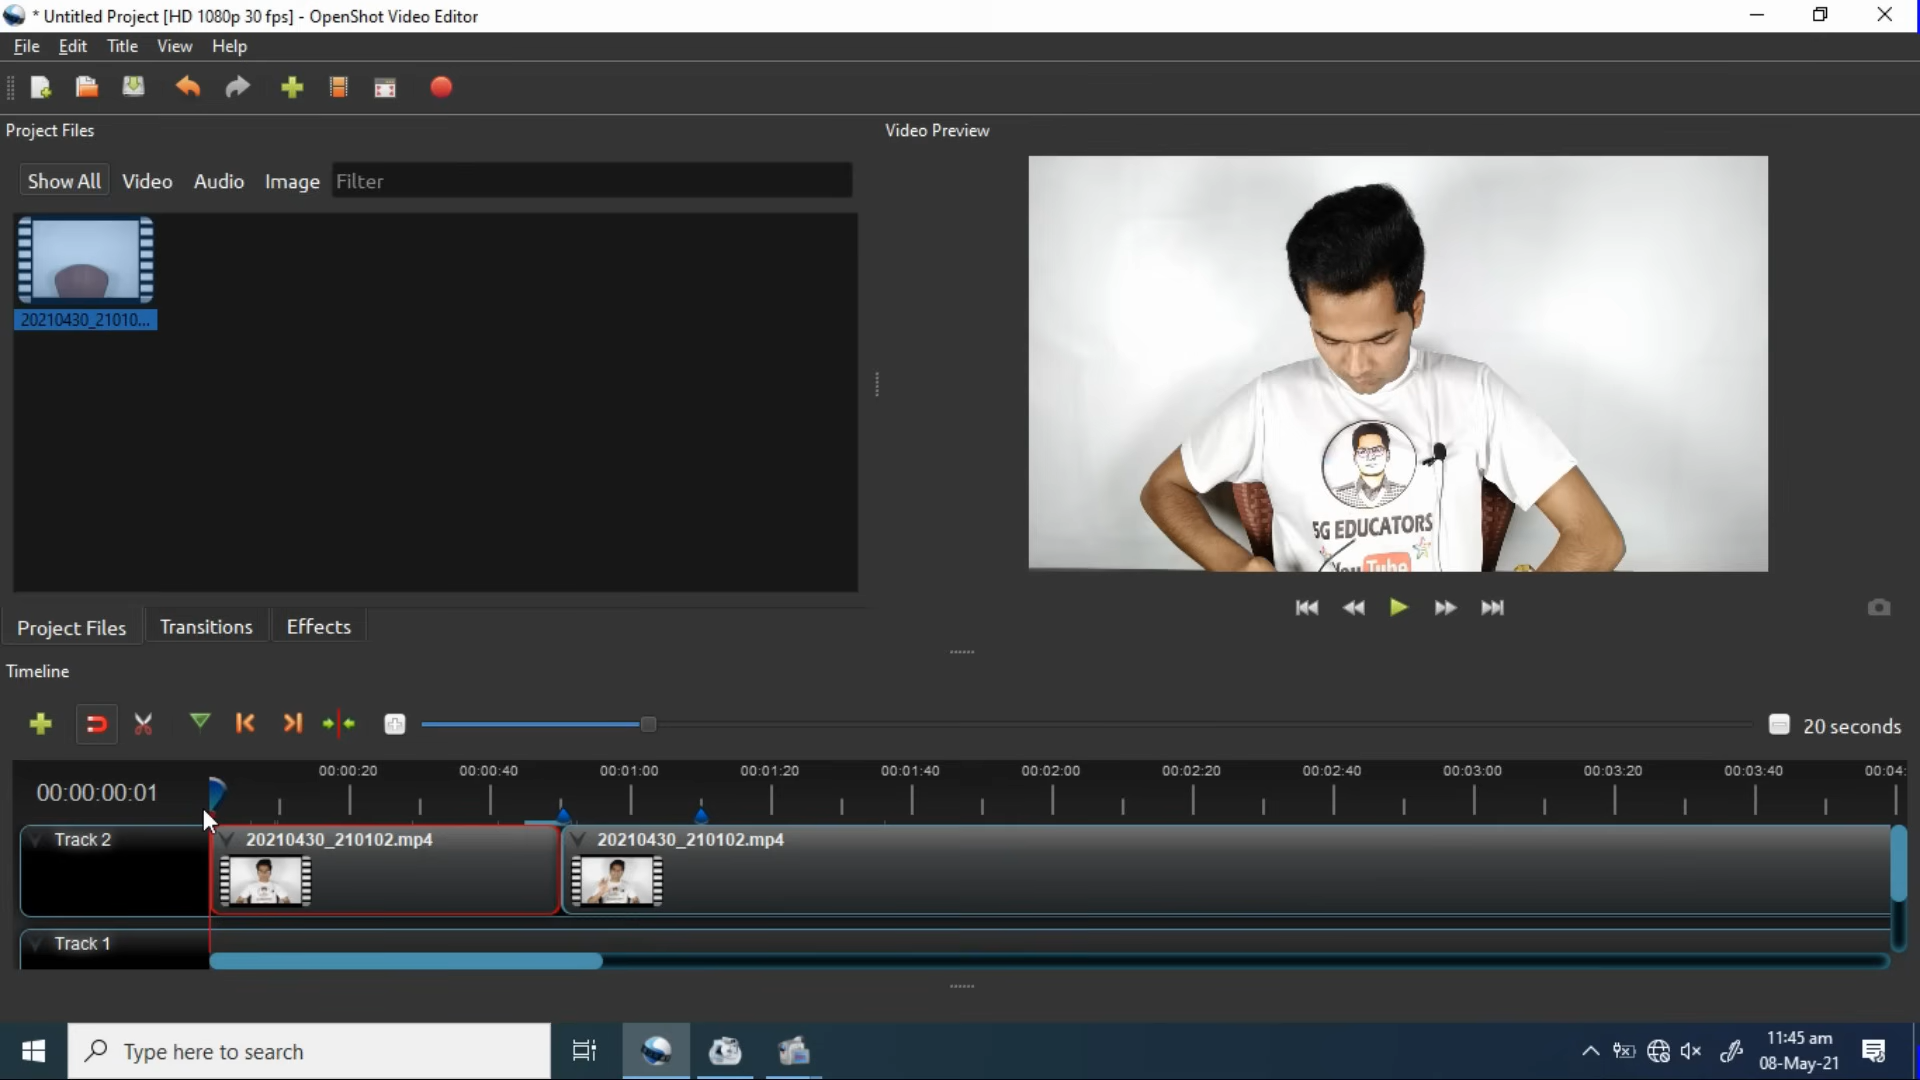 * Untitled Project [HD 1080p 30 fps] - OpenShot Video Editor
File Edit Title View Help
Project Files
Video Preview
Show All Video Audio Image Filter
20210430_21010...
5G EDUCATORS
YouTube
Project Files Transitions Effects
Timeline
20 seconds
00:00:00:01
00:00:20 00:00:40 00:01:00 00:01:20 00:01:40 00:02:00 00:02:20 00:02:40 00:03:00 00:03:20 00:03:40 00:04:
Track 2
20210430_210102.mp4
20210430_210102.mp4
Track 1
Type here to search
11:45 am
08-May-21